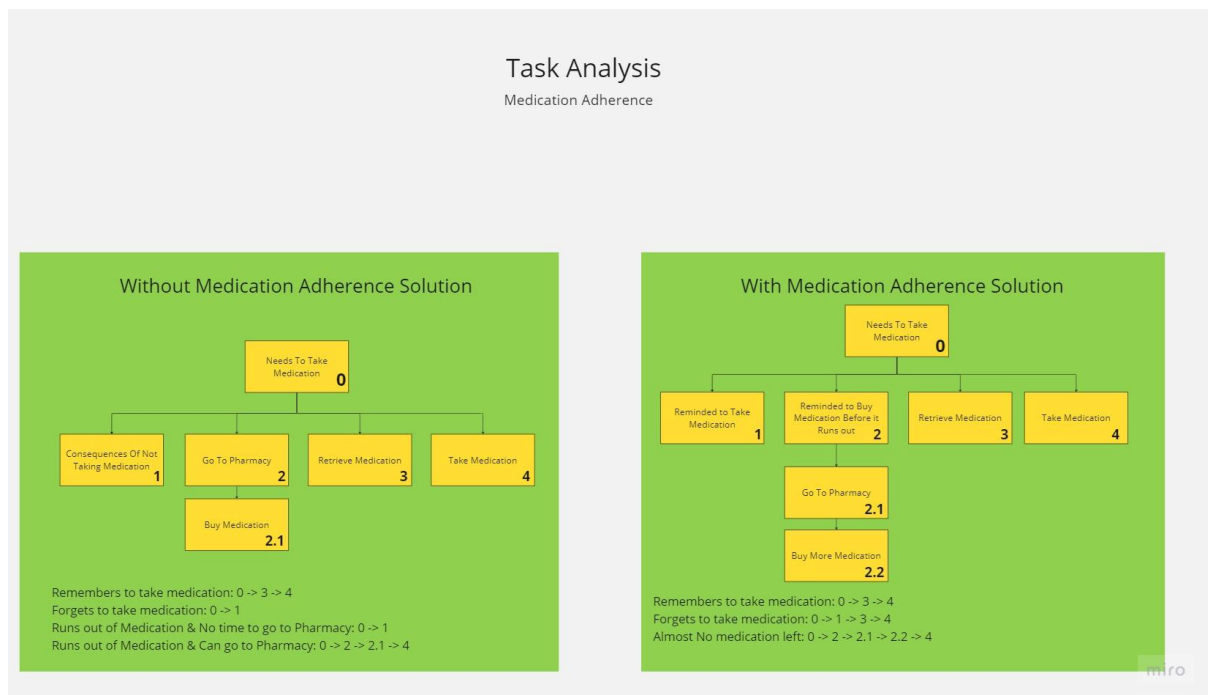 Task Analysis
Medication Adherence
Without Medication Adherence Solution
Needs To Take
Medication
0
Consequences Of Not
Taking Medication
1
Go To Pharmacy
2
Retrieve Medication
3
Take Medication
4
Buy Medication
2.1
Remembers to take medication: 0 -> 3 -> 4
Forgets to take medication: 0 -> 1
Runs out of Medication & No time to go to Pharmacy: 0 -> 1
Runs out of Medication & Can go to Pharmacy: 0 -> 2 -> 2.1 -> 4
With Medication Adherence Solution
Needs To Take
Medication
0
Reminded to Take
Medication
1
Reminded to Buy
Medication Before it
Runs out
2
Retrieve Medication
3
Take Medication
4
Go To Pharmacy
2.1
Buy More Medication
2.2
Remembers to take medication: 0 -> 3 -> 4
Forgets to take medication: 0 -> 1 -> 3 -> 4
Almost No medication left: 0 -> 2 -> 2.1 -> 2.2 -> 4
miro